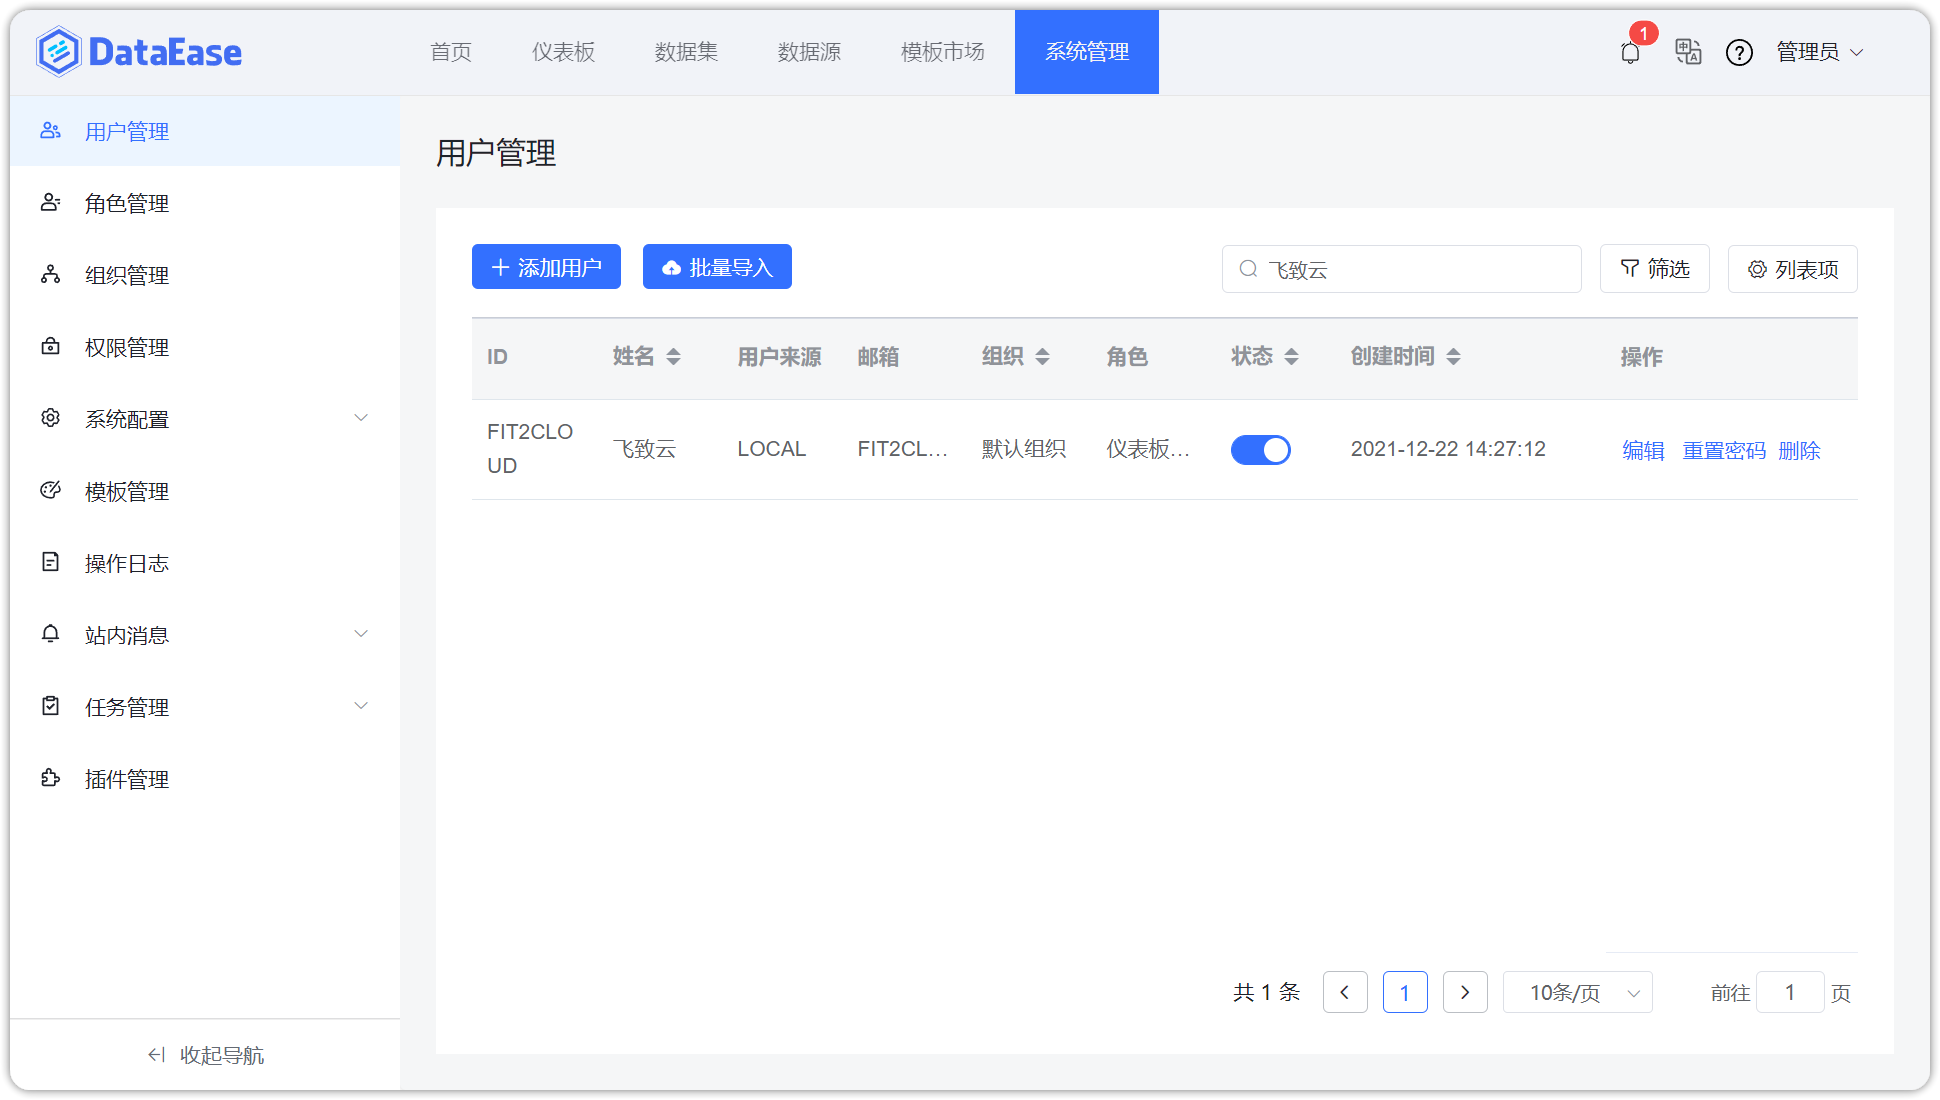 DataEase
首页 仪表板 数据集 数据源 模板市场 系统管理
1
管理员
用户管理
角色管理
组织管理
权限管理
系统配置
模板管理
操作日志
站内消息
任务管理
插件管理
收起导航
用户管理
添加用户 批量导入 飞致云 筛选 列表项
ID 姓名 用户来源 邮箱 组织 角色 状态 创建时间 操作
FIT2CLO
UD 飞致云 LOCAL FIT2CL... 默认组织 仪表板... 2021-12-22 14:27:12 编辑 重置密码 删除
共 1 条 1 10条/页 前往 1 页